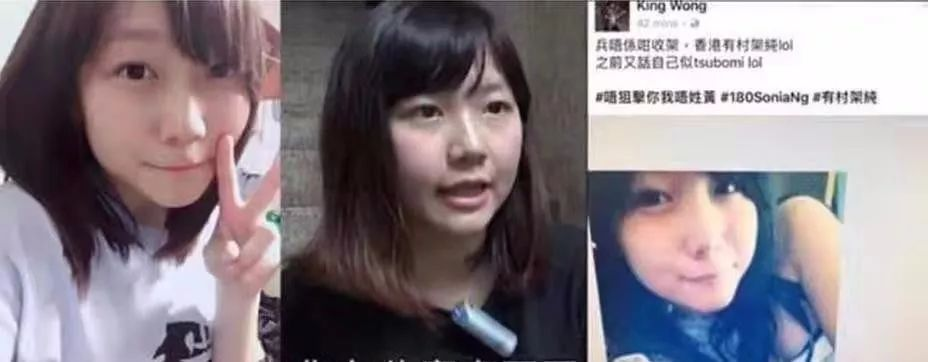 King Wong
42 mins
兵唔係咁收架，香港有村架純lol
之前又話自己似tsubomi lol
#唔狙擊你我唔姓黃 #180SoniaNg #有村架純